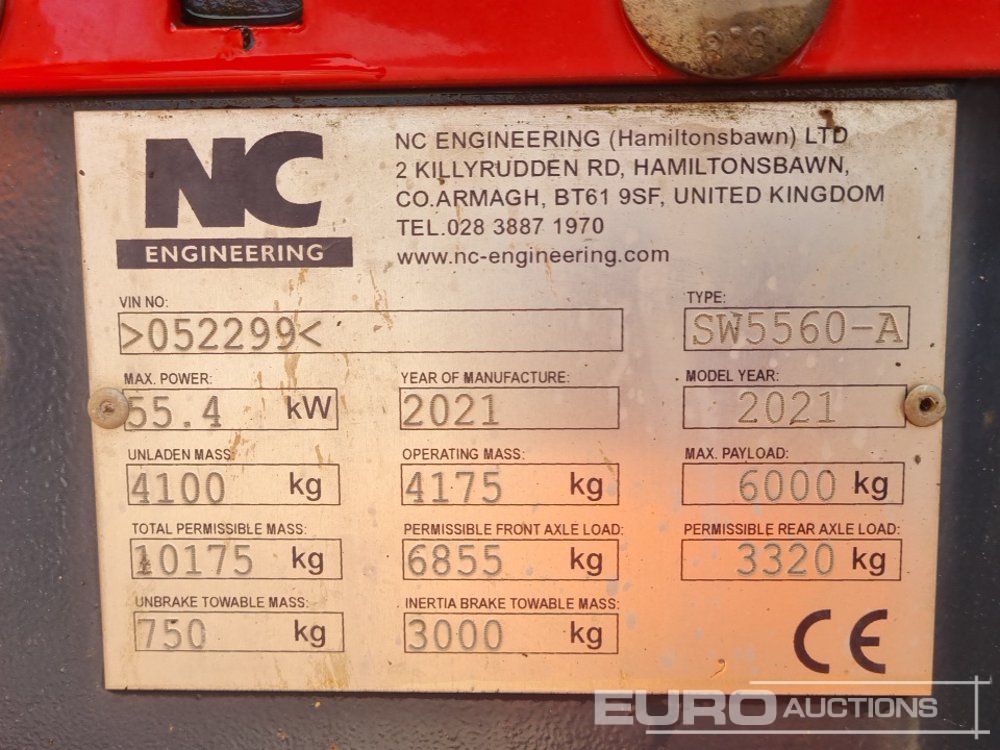 NC
ENGINEERING
NC ENGINEERING (Hamiltonsbawn) LTD
2 KILLYRUDDEN RD, HAMILTONSBAWN,
CO.ARMAGH, BT61 9SF, UNITED KINGDOM
TEL.028 3887 1970
www.nc-engineering.com
VIN NO: TYPE:
>052299< SW5560-A
MAX. POWER: YEAR OF MANUFACTURE: MODEL YEAR:
55.4 kW 2021 2021
UNLADEN MASS: OPERATING MASS: MAX. PAYLOAD:
4100 kg 4175 kg 6000 kg
TOTAL PERMISSIBLE MASS: PERMISSIBLE FRONT AXLE LOAD: PERMISSIBLE REAR AXLE LOAD:
10175 kg 6855 kg 3320 kg
UNBRAKE TOWABLE MASS: INERTIA BRAKE TOWABLE MASS:
750 kg 3000 kg
CE
EURO AUCTIONS